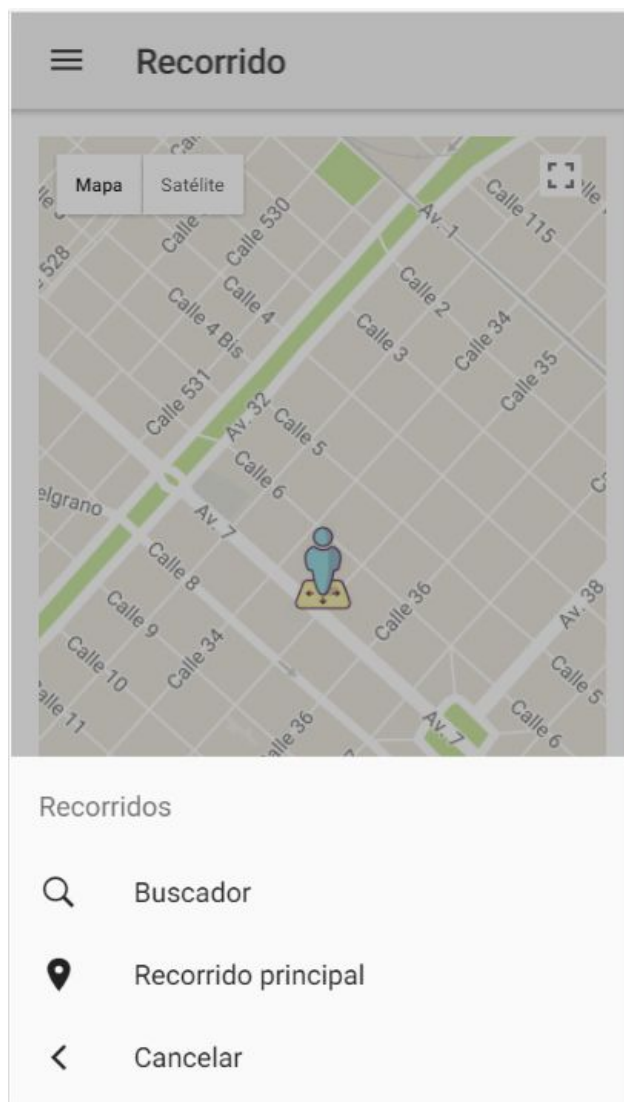 Recorrido
Mapa
Satélite
Calle 530
Calle 115
Av. 1
528
Calle 4
Calle 2
Calle 4 Bis
Calle 3
Calle 34
Calle 35
Calle 531
Av. 32
Calle 5
Calle 6
elgrano
Av. 7
Calle 8
Calle 36
Av. 38
Calle 9
Calle 34
Calle 10
Calle 5
alle 11
Calle 6
alle 36
Av. 7
Recorridos
Buscador
Recorrido principal
Cancelar